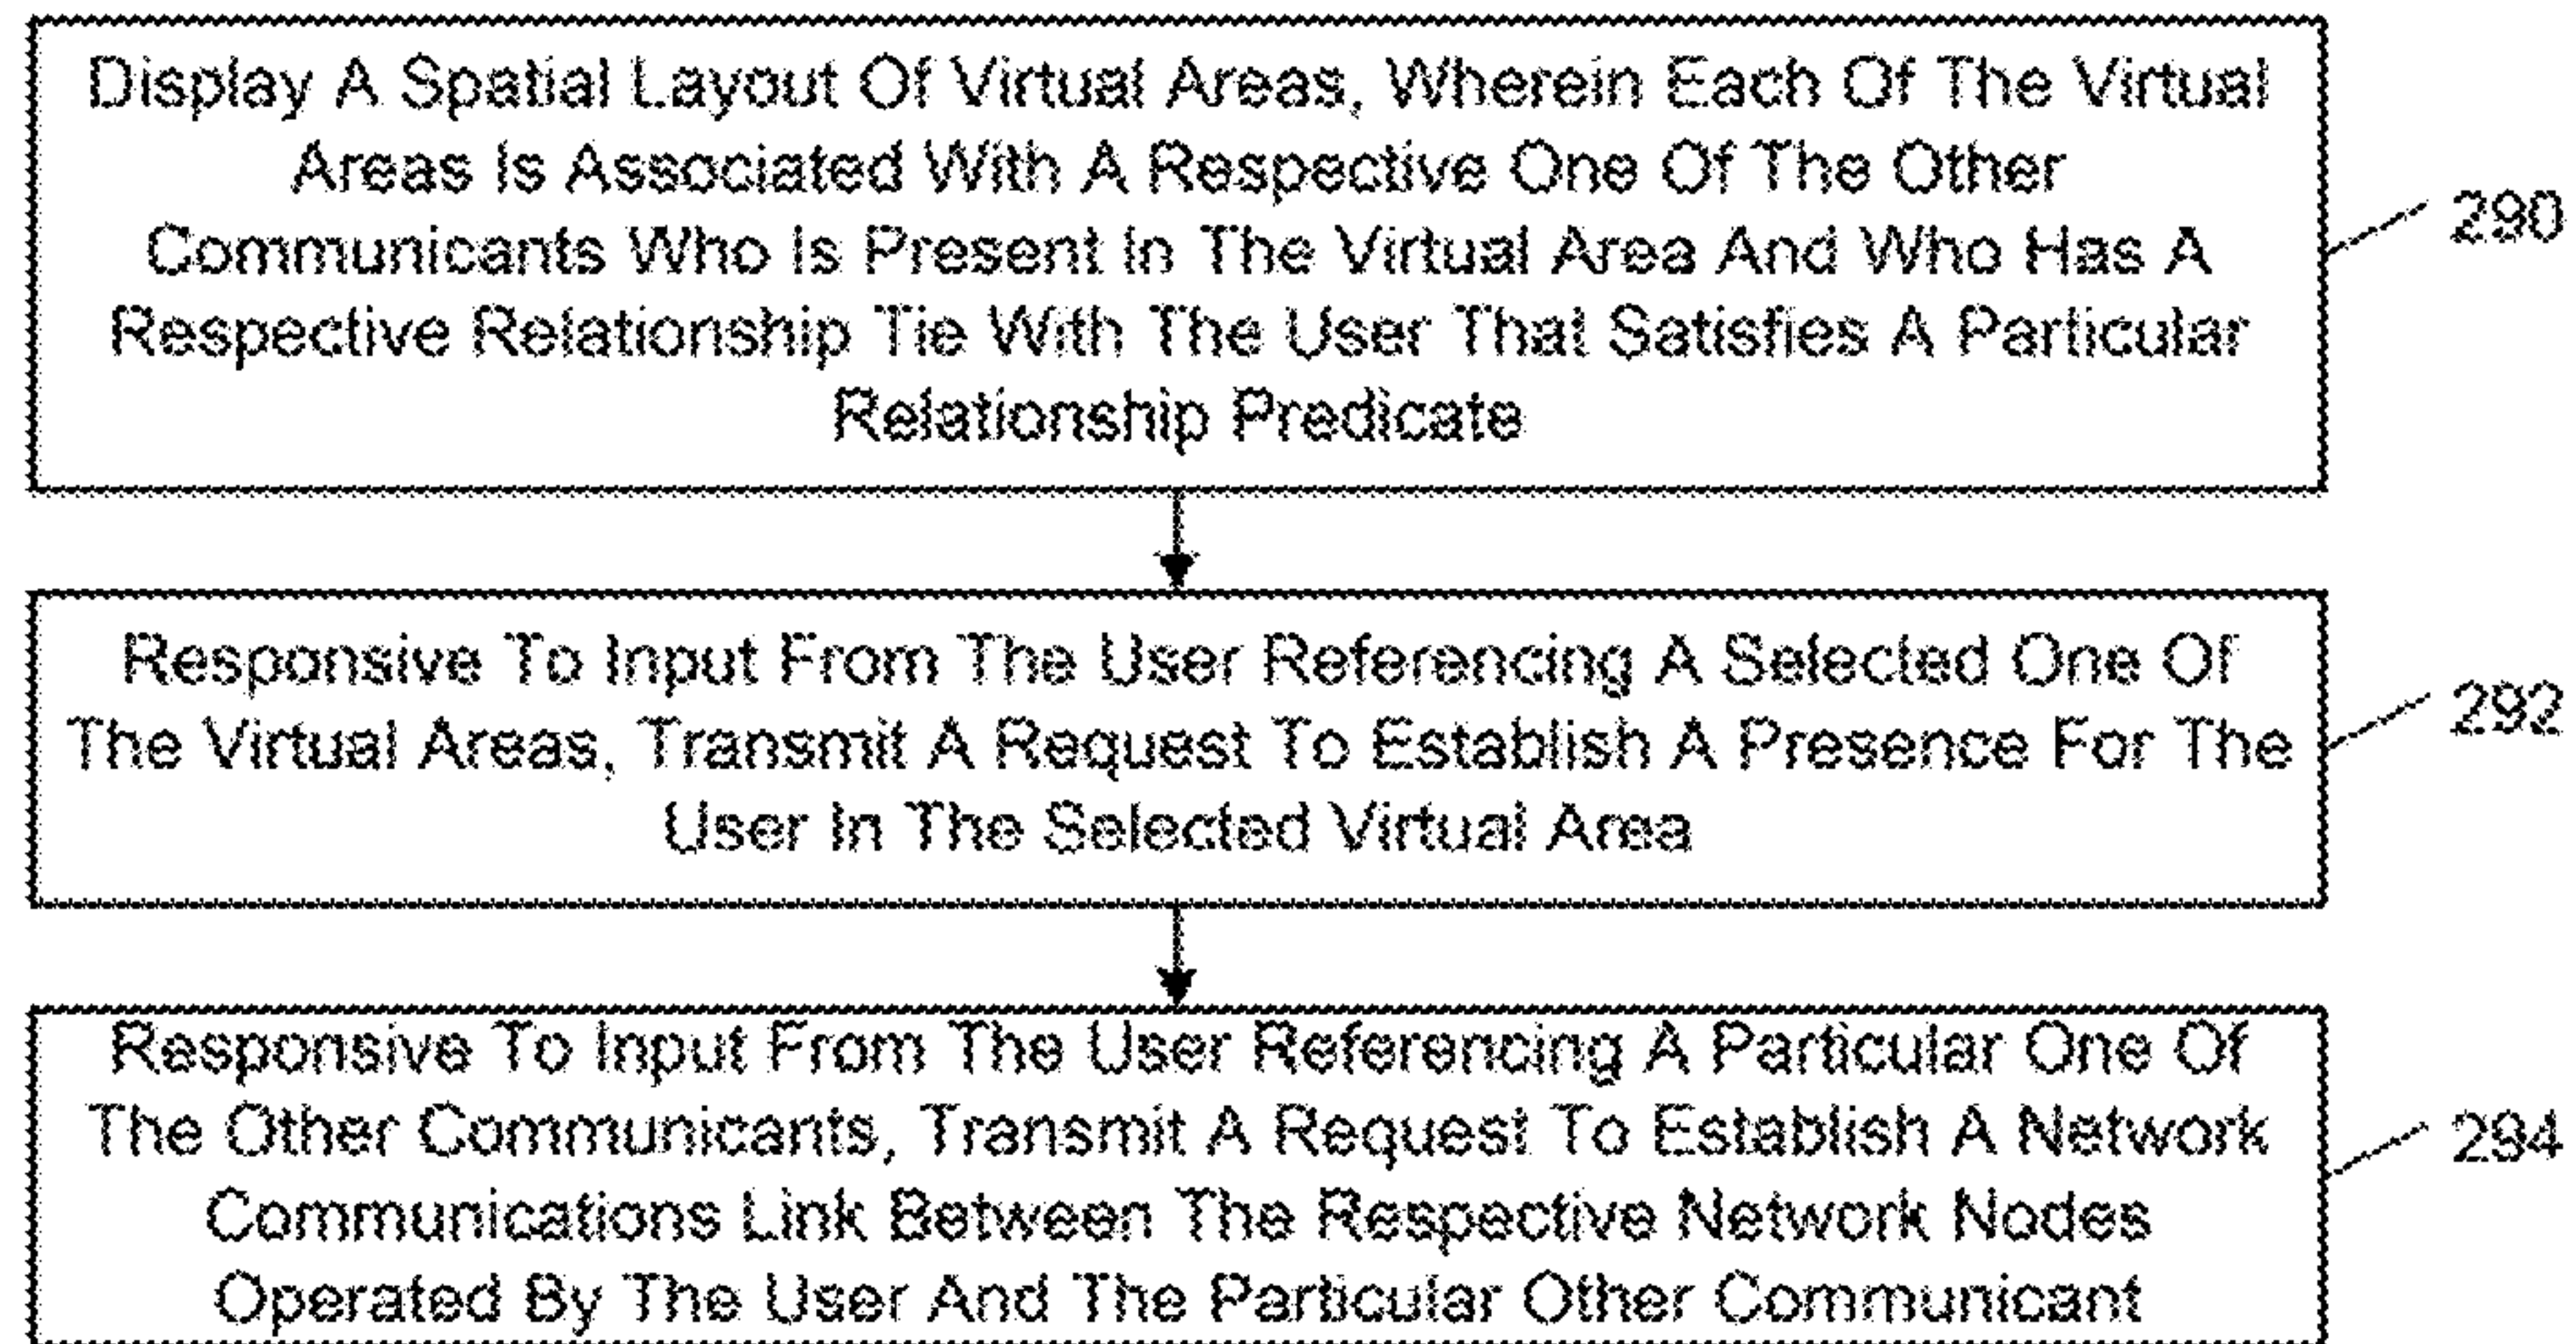 Display A Spatial Layout Of Virtual Areas, Wherein Each Of The Virtual
Areas Is Associated With A Respective One Of The Other
Communicants Who Is Present In The Virtual Area And Who Has A
Respective Relationship Tie With The User That Satisfies A Particular
Relationship Predicate
290
Responsive To Input From The User Referencing A Selected One Of
The Virtual Areas, Transmit A Request To Establish A Presence For The
User In The Selected Virtual Area
292
Responsive To Input From The User Referencing A Particular One Of
The Other Communicants, Transmit A Request To Establish A Network
Communications Link Between The Respective Network Nodes
Operated By The User And The Particular Other Communicant
294